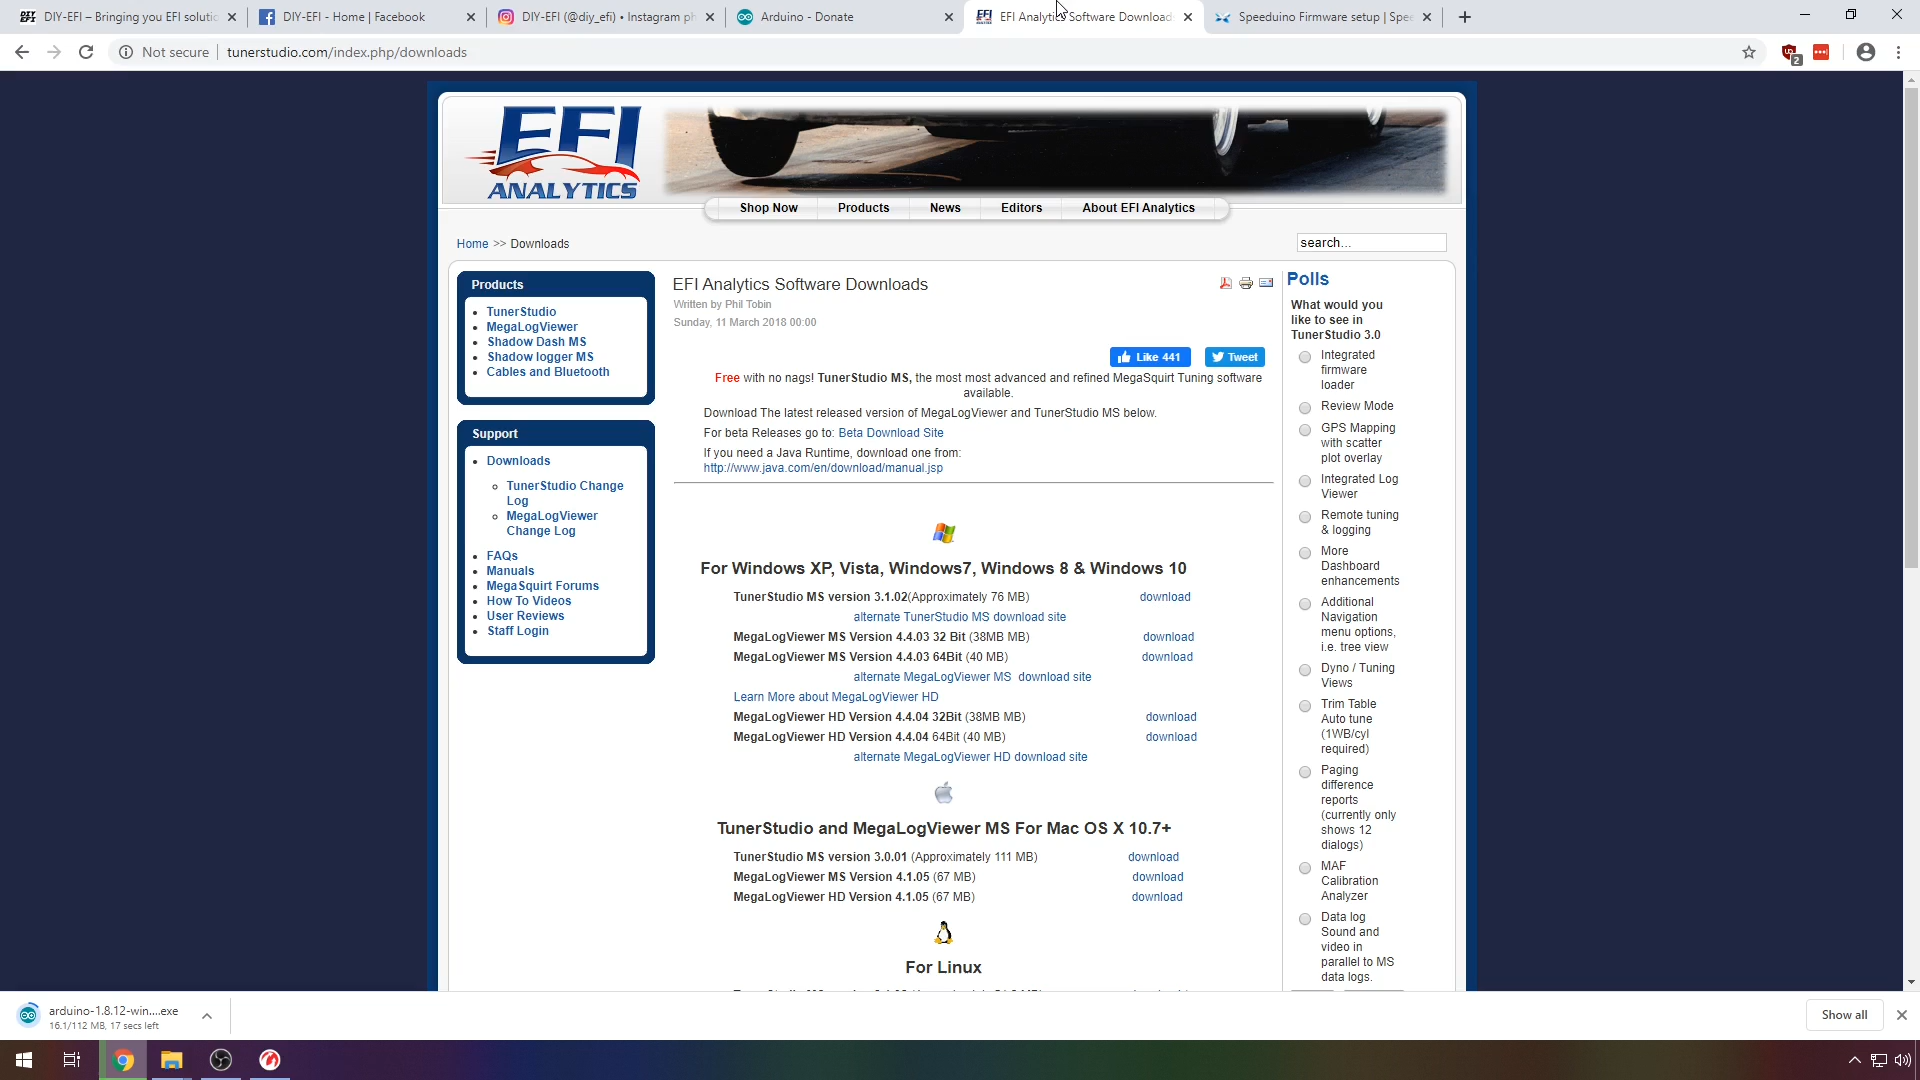 DIY-EFI – Bringing you EFI soluti
DIY-EFI - Home | Facebook
DIY-EFI (@diy_efi) • Instagram ph
Arduino - Donate
EFI Analytics Software Download
Speeduino Firmware setup | Spee
Not secure
tunerstudio.com/index.php/downloads
2
EFI
ANALYTICS
Shop Now
Products
News
Editors
About EFI Analytics
Home >> Downloads
search...
Products
TunerStudio
MegaLogViewer
Shadow Dash MS
Shadow logger MS
Cables and Bluetooth
Support
Downloads
TunerStudio Change
Log
MegaLogViewer
Change Log
FAQs
Manuals
MegaSquirt Forums
How To Videos
User Reviews
Staff Login
EFI Analytics Software Downloads
Written by Phil Tobin
Sunday, 11 March 2018 00:00
Like 441
Tweet
Free with no nags! TunerStudio MS, the most most advanced and refined MegaSquirt Tuning software
available.
Download The latest released version of MegaLogViewer and TunerStudio MS below.
For beta Releases go to: Beta Download Site
If you need a Java Runtime, download one from:
http://www.java.com/en/download/manual.jsp
For Windows XP, Vista, Windows7, Windows 8 & Windows 10
TunerStudio MS version 3.1.02(Approximately 76 MB) download
alternate TunerStudio MS download site
MegaLogViewer MS Version 4.4.03 32 Bit (38MB MB) download
MegaLogViewer MS Version 4.4.03 64Bit (40 MB) download
alternate MegaLogViewer MS download site
Learn More about MegaLogViewer HD
MegaLogViewer HD Version 4.4.04 32Bit (38MB MB) download
MegaLogViewer HD Version 4.4.04 64Bit (40 MB) download
alternate MegaLogViewer HD download site
TunerStudio and MegaLogViewer MS For Mac OS X 10.7+
TunerStudio MS version 3.0.01 (Approximately 111 MB) download
MegaLogViewer MS Version 4.1.05 (67 MB) download
MegaLogViewer HD Version 4.1.05 (67 MB) download
For Linux
Polls
What would you
like to see in
TunerStudio 3.0
Integrated
firmware
loader
Review Mode
GPS Mapping
with scatter
plot overlay
Integrated Log
Viewer
Remote tuning
& logging
More
Dashboard
enhancements
Additional
Navigation
menu options,
i.e. tree view
Dyno / Tuning
Views
Trim Table
Auto tune
(1WB/cyl
required)
Paging
difference
reports
(currently only
shows 12
dialogs)
MAF
Calibration
Analyzer
Data log
Sound and
video in
parallel to MS
data logs.
arduino-1.8.12-win....exe
16.1/112 MB, 17 secs left
Show all